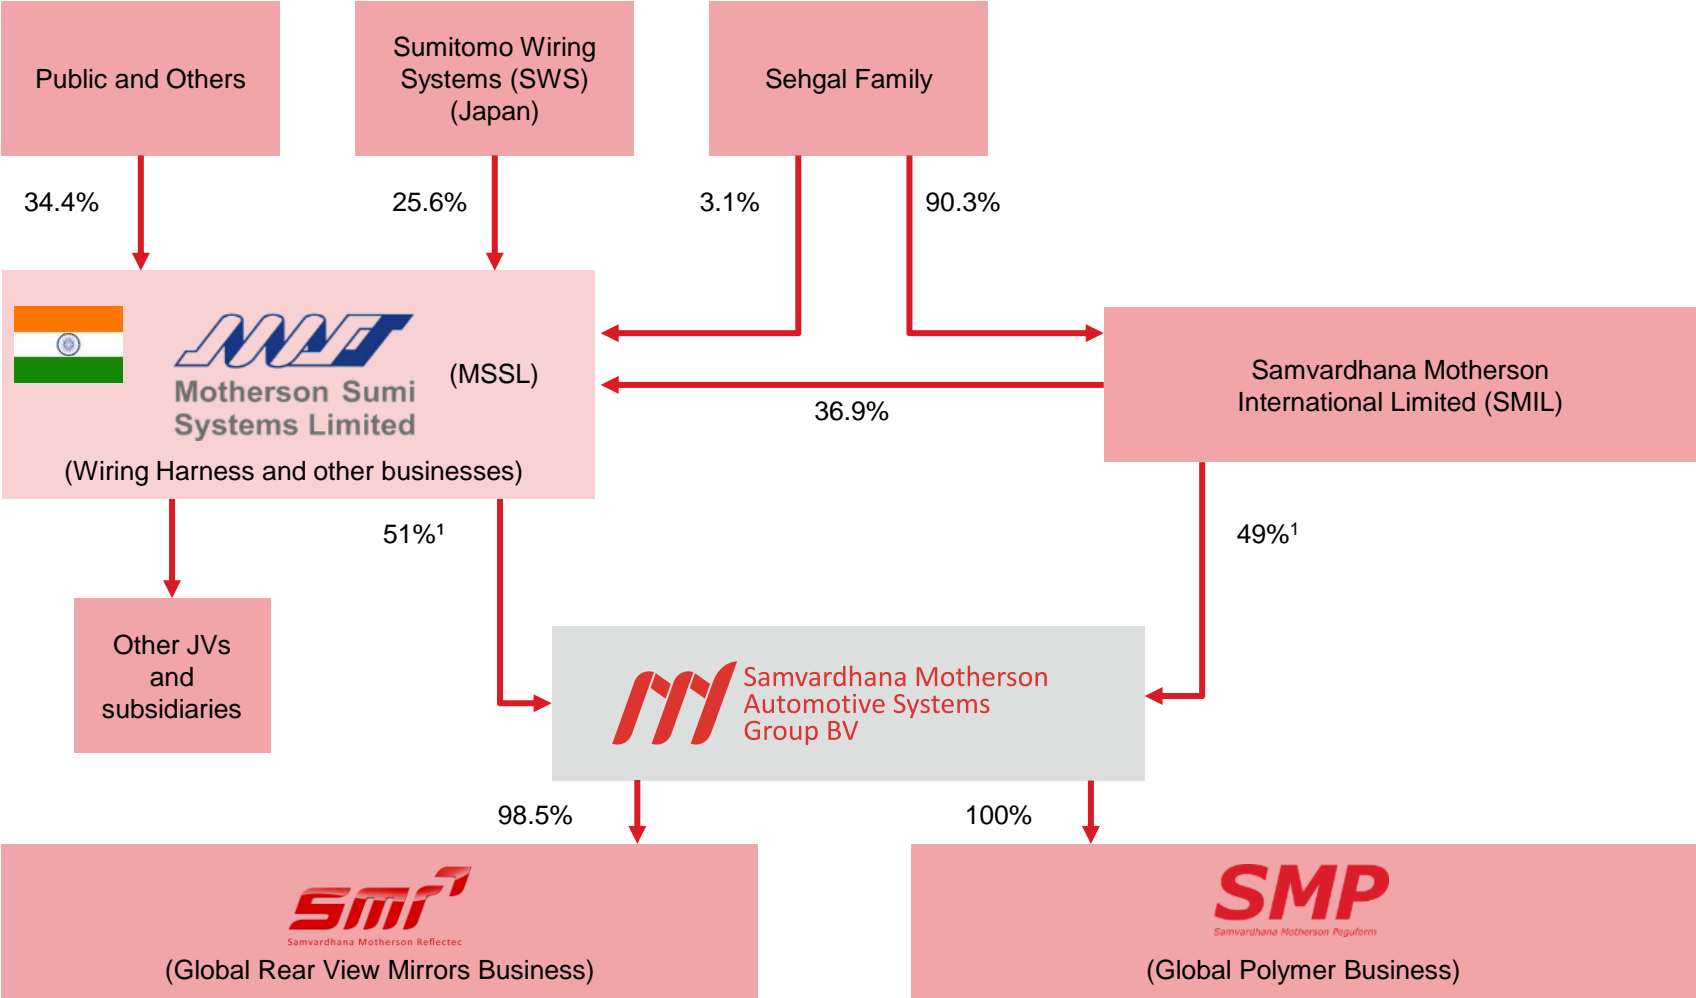 Public and Others
Sumitomo Wiring
Systems (SWS)
(Japan)
Sehgal Family
34.4%
25.6%
3.1%
90.3%
Motherson Sumi
Systems Limited
(MSSL)
(Wiring Harness and other businesses)
36.9%
Samvardhana Motherson
International Limited (SMIL)
51%¹
49%¹
Other JVs
and
subsidiaries
Samvardhana Motherson
Automotive Systems
Group BV
98.5%
100%
smr
Samvardhana Motherson Reflectec
(Global Rear View Mirrors Business)
SMP
Samvardhana Motherson Peguform
(Global Polymer Business)